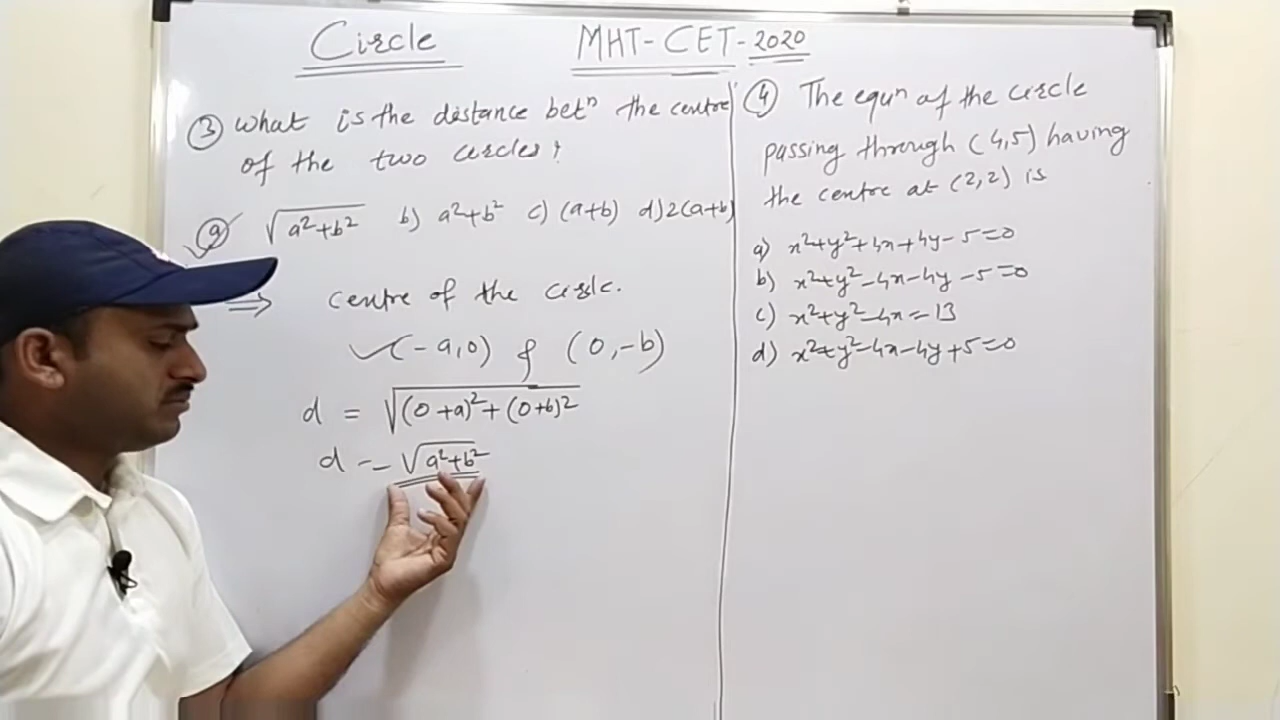 Circle
MHT-CET-2020
③ What is the distance betⁿ the centre
of the two circles?
ⓐ √(a²+b²) b) a²+b² c) (a+b) d) 2(a+b)
⇒ centre of the circle.
✓(-a,0) & (0,-b)
d = √((0+a)²+(0+b)²)
d = √(a²+b²)
④ The equⁿ of the circle
passing through (4,5) having
the centre at (2,2) is
a) x²+y²+4x+4y-5=0
b) x²+y²-4x-4y-5=0
c) x²+y²-4x=13
d) x²+y²-4x-4y+5=0